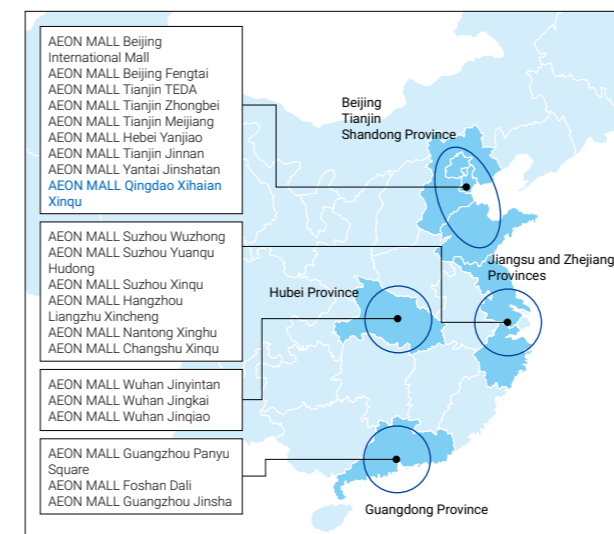 AEON MALL Beijing
International Mall
AEON MALL Beijing Fengtai
AEON MALL Tianjin TEDA
AEON MALL Tianjin Zhongbei
AEON MALL Tianjin Meijiang
AEON MALL Hebei Yanjiao
AEON MALL Tianjin Jinnan
AEON MALL Yantai Jinshatan
AEON MALL Qingdao Xihaian
Xinqu
Beijing
Tianjin
Shandong Province
AEON MALL Suzhou Wuzhong
AEON MALL Suzhou Yuanqu
Hudong
AEON MALL Suzhou Xinqu
AEON MALL Hangzhou
Liangzhu Xincheng
AEON MALL Nantong Xinghu
AEON MALL Changshu Xinqu
Jiangsu and Zhejiang
Provinces
Hubei Province
AEON MALL Wuhan Jinyintan
AEON MALL Wuhan Jingkai
AEON MALL Wuhan Jinqiao
AEON MALL Guangzhou Panyu
Square
AEON MALL Foshan Dali
AEON MALL Guangzhou Jinsha
Guangdong Province